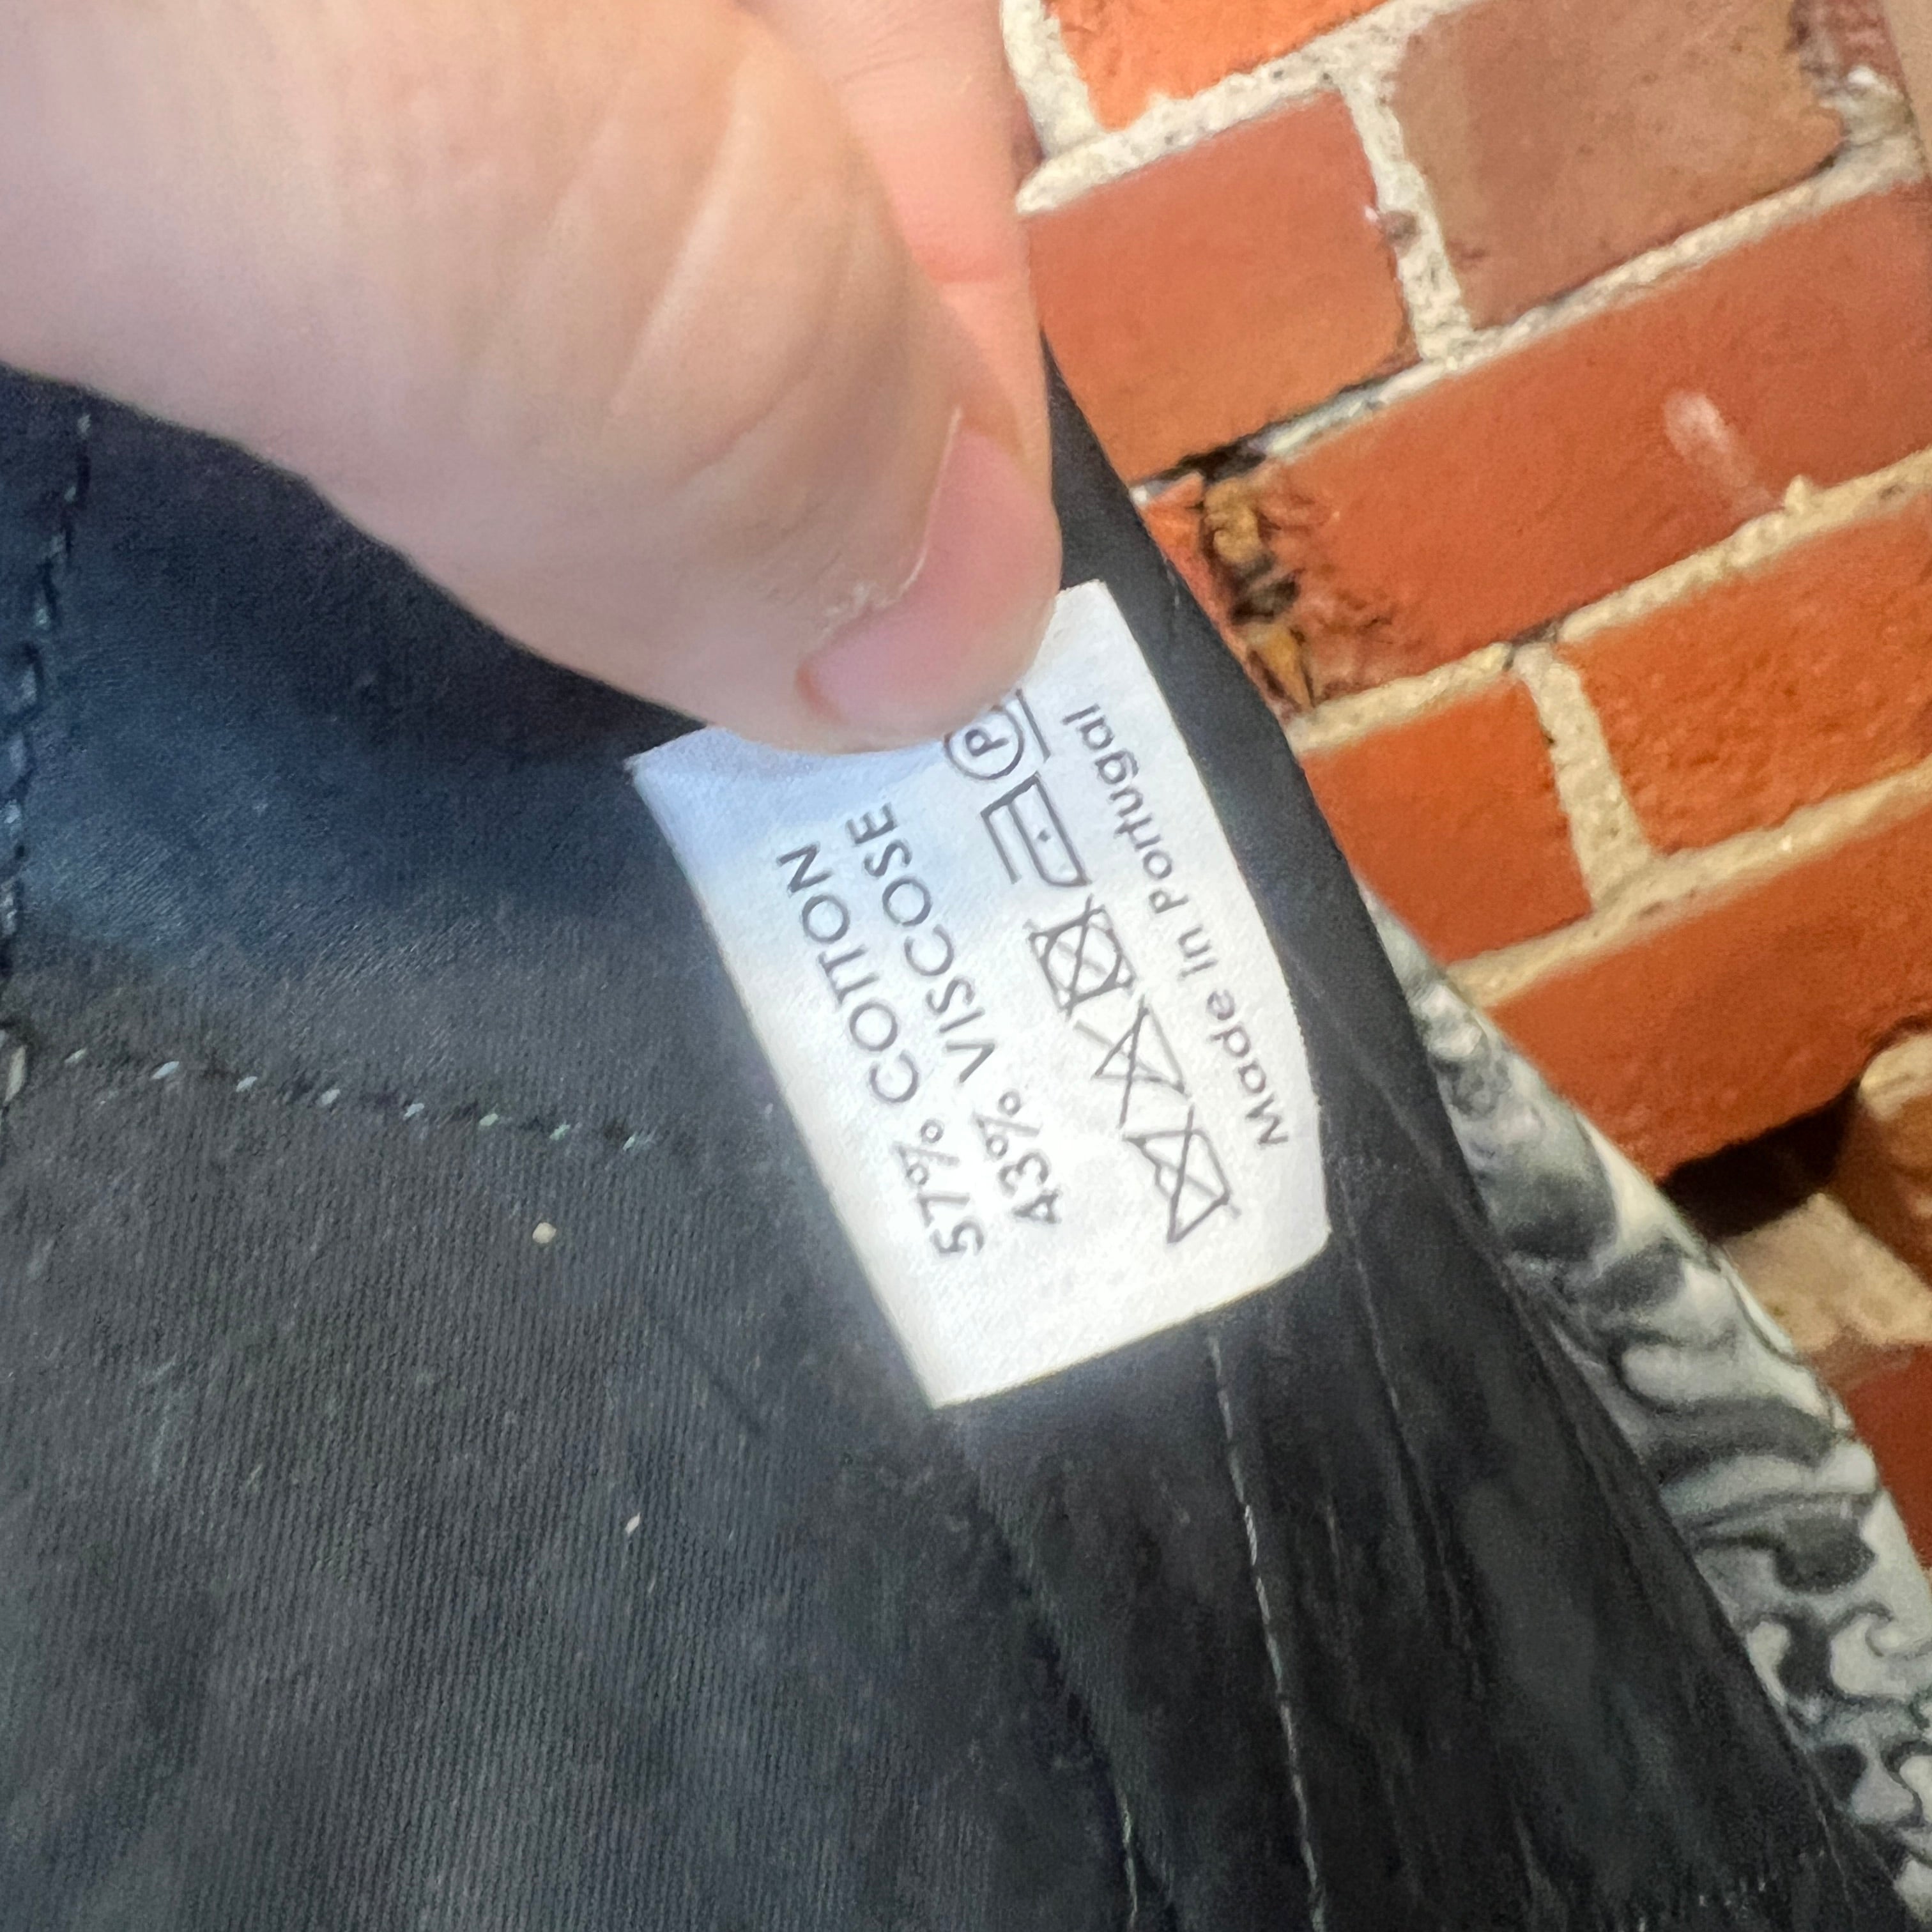 57% COTTON
43% VISCOSE
P
Made in Portugal